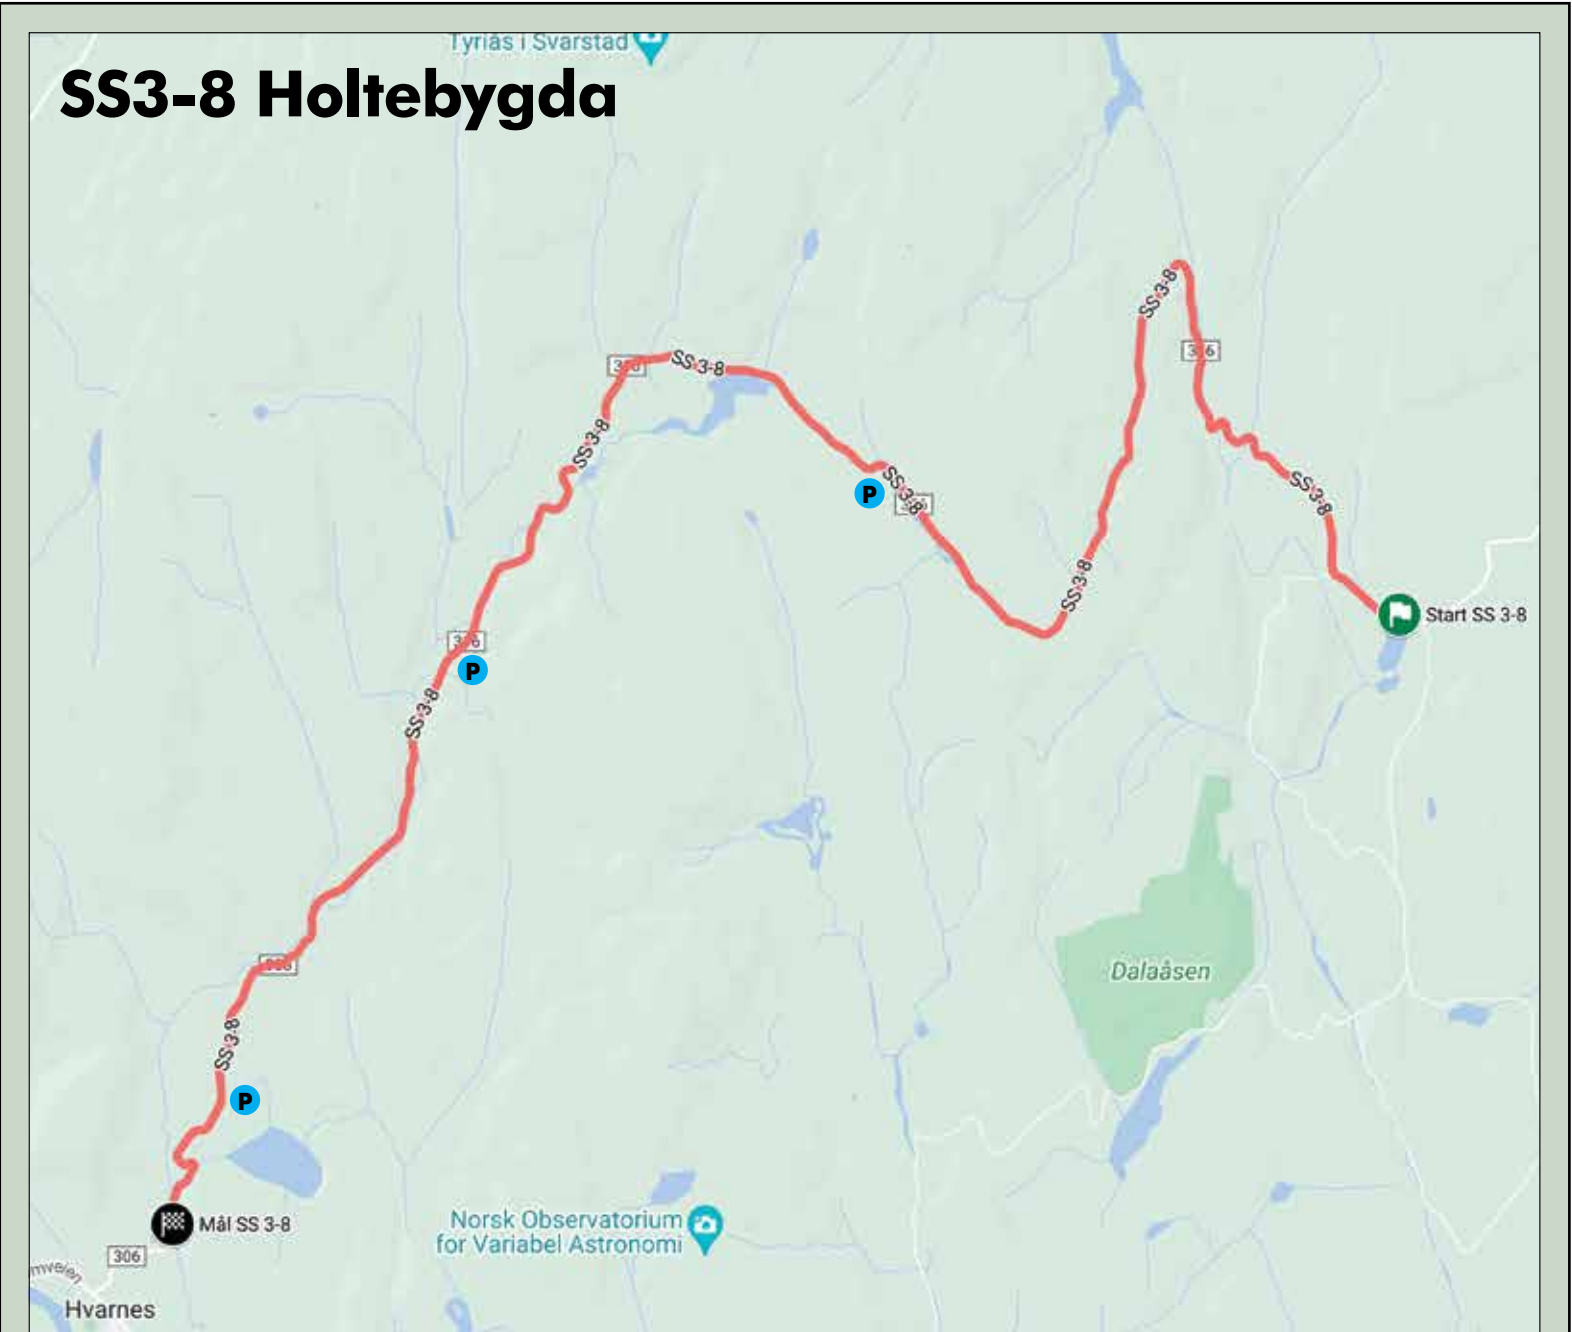 Tyriås i Svarstad
SS3-8 Holtebygda
SS 3-8
306
SS 3-8
SS 3-8
SS 3-8
P
SS 3-8
SS 3-8
SS 3-8
Start SS 3-8
306
P
SS 3-8
Dalaåsen
SS 3-8
P
Mål SS 3-8
Norsk Observatorium
for Variabel Astronomi
306
mveien
Hvarnes